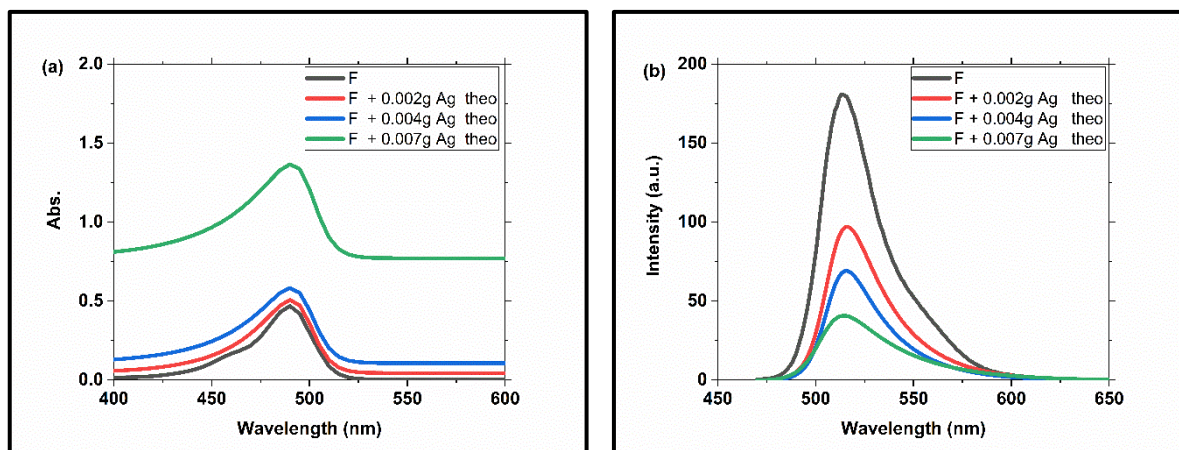 (a)
2.0
F
F + 0.002g Ag theo
F + 0.004g Ag theo
F + 0.007g Ag theo
1.5
1.0
0.5
0.0
Abs.
400 450 500 550 600
Wavelength (nm)
(b)
200
F
F + 0.002g Ag theo
F + 0.004g Ag theo
F + 0.007g Ag theo
150
100
50
0
Intensity (a.u.)
450 500 550 600 650
Wavelength (nm)